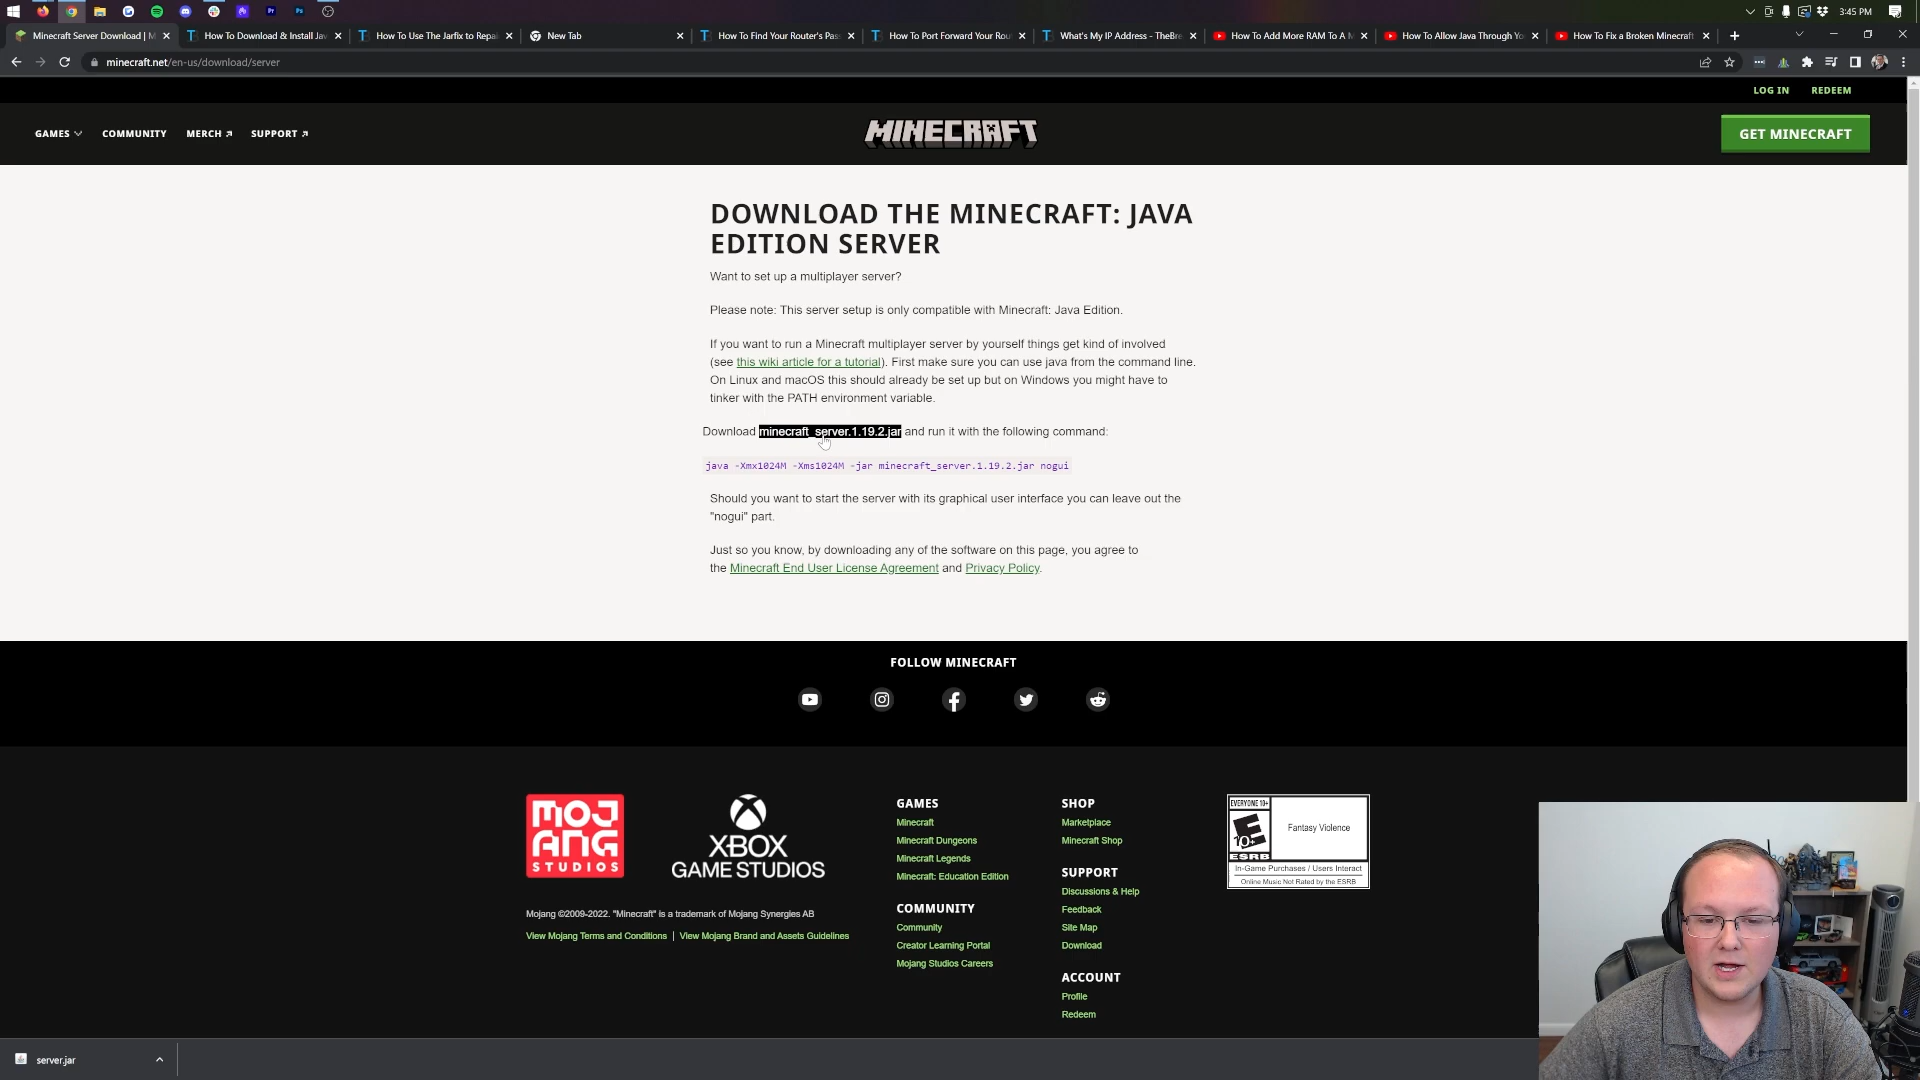 3:45 PM
Minecraft Server Download | M
How To Download & Install Jav
How To Use The Jarfix to Repai
New Tab
How To Find Your Router's Pas
How To Port Forward Your Rout
What's My IP Address - TheBre
How To Add More RAM To A M
How To Allow Java Through Yo
How To Fix a Broken Minecraft
minecraft.net/en-us/download/server
LOG IN
REDEEM
GAMES
COMMUNITY
MERCH
SUPPORT
MINECRAFT
GET MINECRAFT
DOWNLOAD THE MINECRAFT: JAVA
EDITION SERVER
Want to set up a multiplayer server?
Please note: This server setup is only compatible with Minecraft: Java Edition.
If you want to run a Minecraft multiplayer server by yourself things get kind of involved
(see this wiki article for a tutorial). First make sure you can use java from the command line.
On Linux and macOS this should already be set up but on Windows you might have to
tinker with the PATH environment variable.
Download minecraft_server.1.19.2.jar and run it with the following command:
java -Xmx1024M -Xms1024M -jar minecraft_server.1.19.2.jar nogui
Should you want to start the server with its graphical user interface you can leave out the
"nogui" part.
Just so you know, by downloading any of the software on this page, you agree to
the Minecraft End User License Agreement and Privacy Policy.
FOLLOW MINECRAFT
MOJANG
STUDIOS
XBOX
GAME STUDIOS
Mojang ©2009-2022. "Minecraft" is a trademark of Mojang Synergies AB
View Mojang Terms and Conditions | View Mojang Brand and Assets Guidelines
GAMES
Minecraft
Minecraft Dungeons
Minecraft Legends
Minecraft: Education Edition
COMMUNITY
Community
Creator Learning Portal
Mojang Studios Careers
SHOP
Marketplace
Minecraft Shop
SUPPORT
Discussions & Help
Feedback
Site Map
Download
ACCOUNT
Profile
Redeem
EVERYONE 10+
E
10+
ESRB
Fantasy Violence
In-Game Purchases / Users Interact
Online Music Not Rated by the ESRB
server.jar